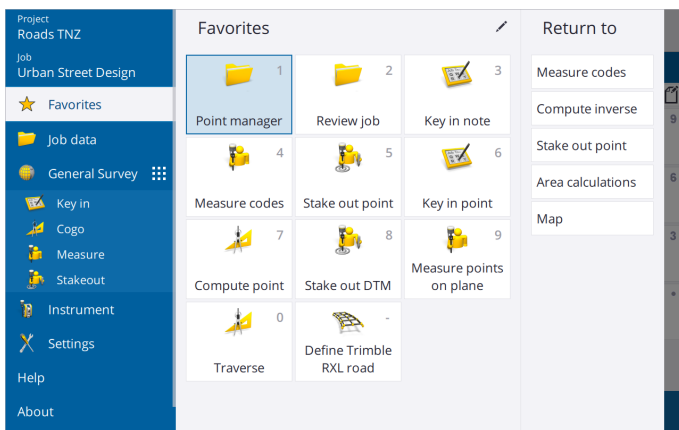 Project
Roads TNZ
Job
Urban Street Design
Favorites
Job data
General Survey
Key in
Cogo
Measure
Stakeout
Instrument
Settings
Help
About
Favorites
1
Point manager
2
Review job
3
Key in note
4
Measure codes
5
Stake out point
6
Key in point
7
Compute point
8
Stake out DTM
9
Measure points
on plane
0
Traverse
-
Define Trimble
RXL road
Return to
Measure codes
Compute inverse
Stake out point
Area calculations
Map
9
6
3